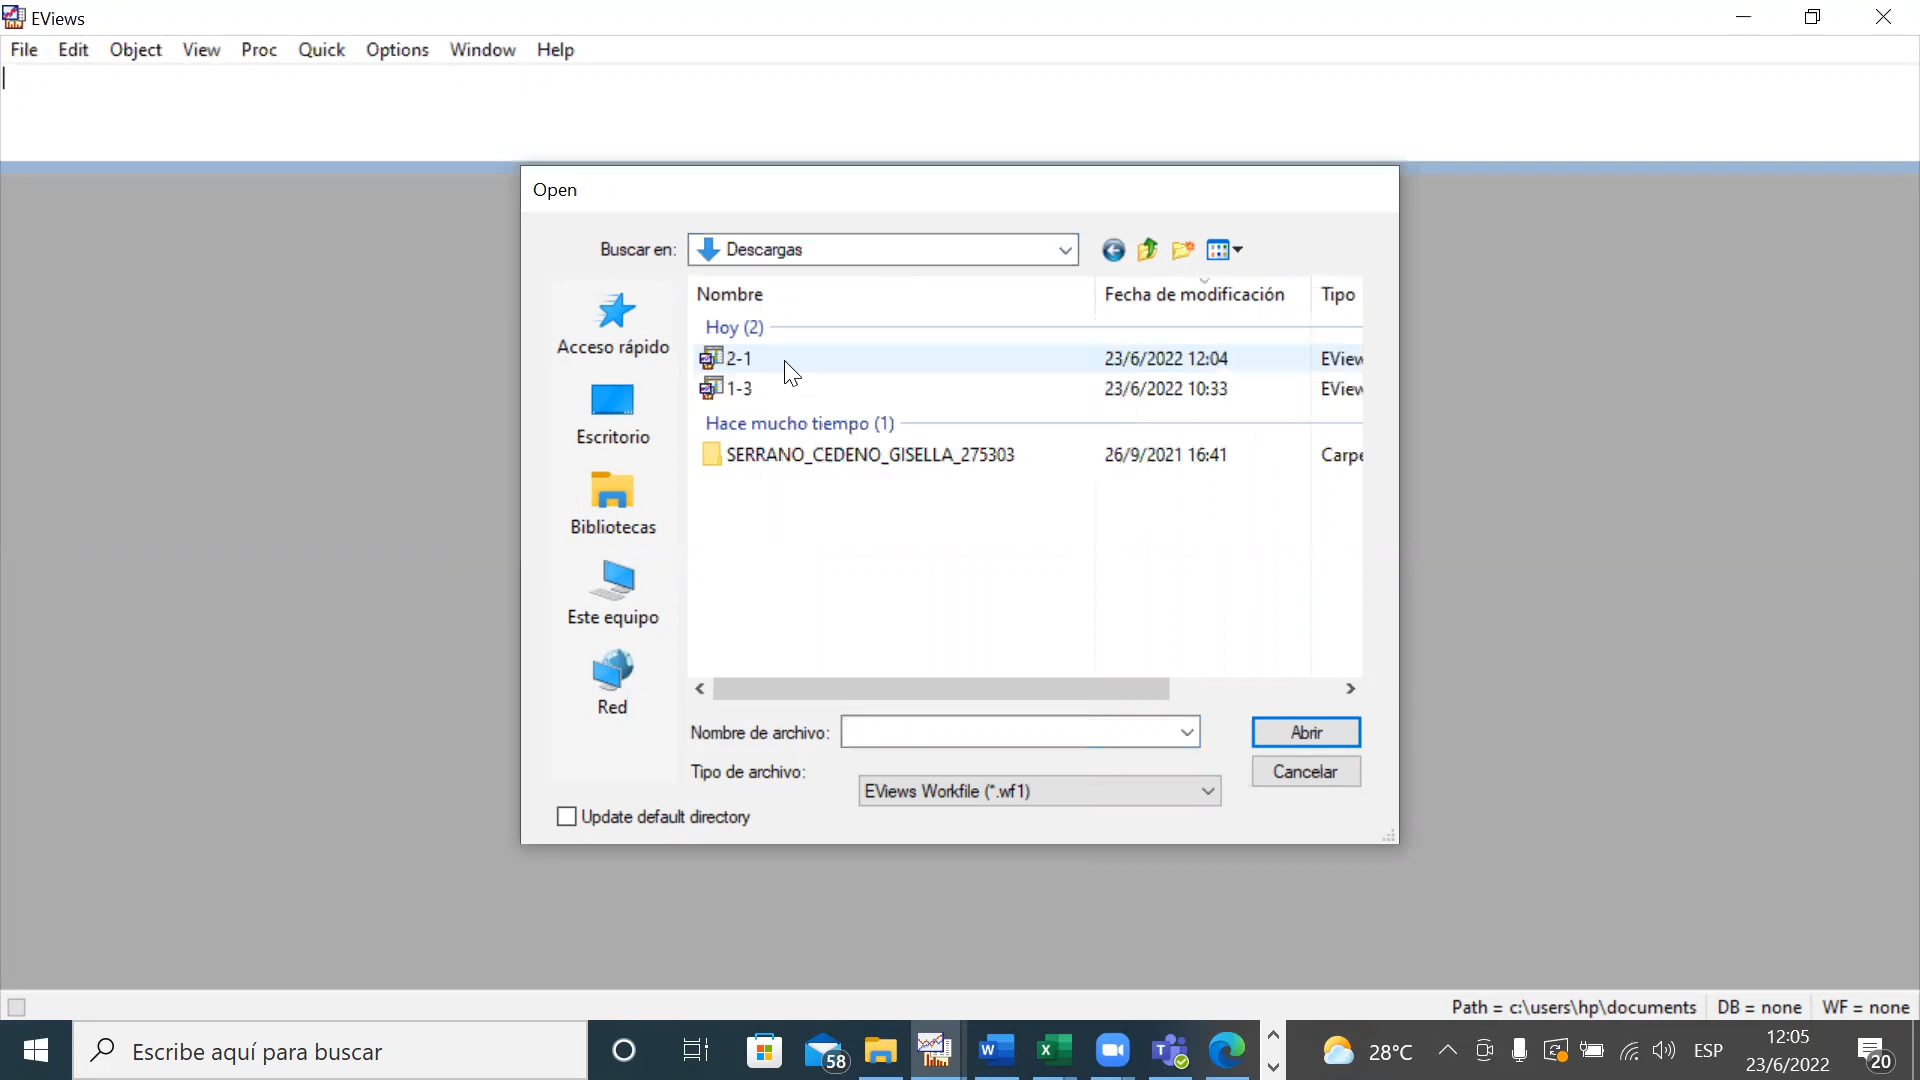 EViews
File Edit Object View Proc Quick Options Window Help
Open
Buscar en: Descargas
Nombre Fecha de modificación Tipo
Hoy (2)
2-1 23/6/2022 12:04 EView
1-3 23/6/2022 10:33 EView
Hace mucho tiempo (1)
SERRANO_CEDENO_GISELLA_275303 26/9/2021 16:41 Carpe
Acceso rápido
Escritorio
Bibliotecas
Este equipo
Red
Nombre de archivo: Abrir
Tipo de archivo: Cancelar
EViews Workfile (*.wf1)
Update default directory
Path = c:\users\hp\documents DB = none WF = none
Escribe aquí para buscar 58 28°C ESP 12:05
23/6/2022 20